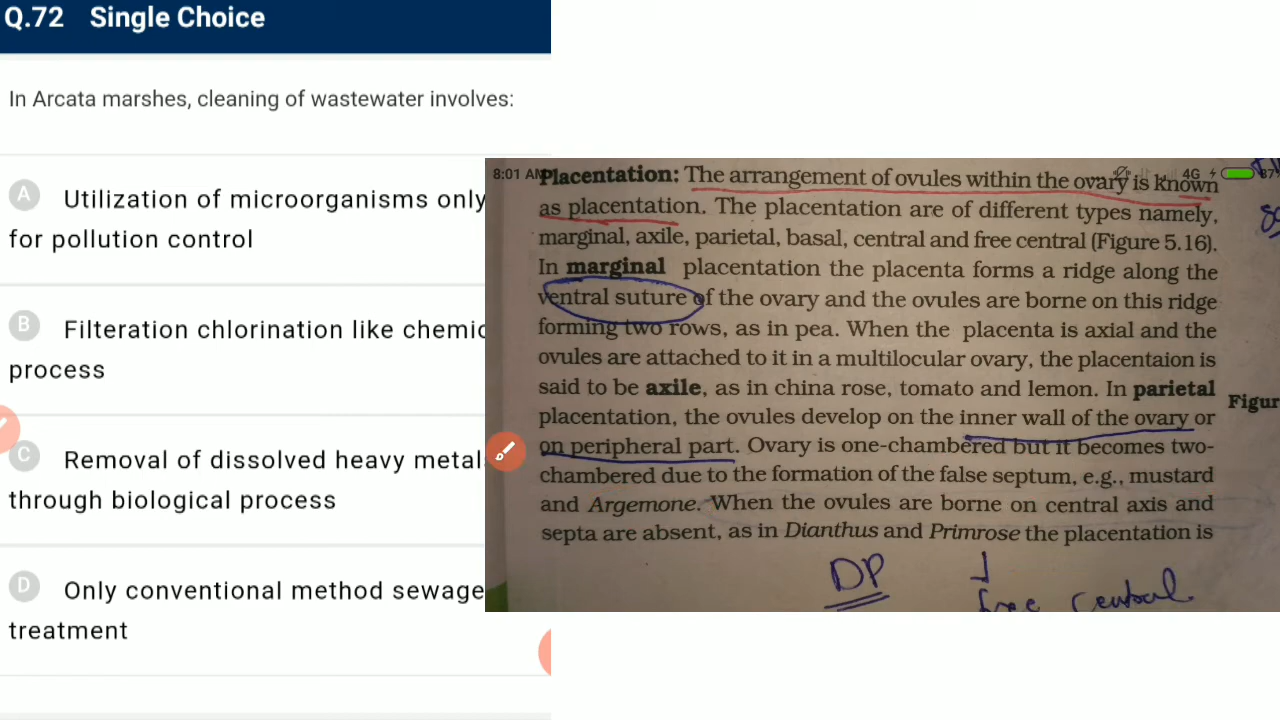 Q.72 Single Choice
In Arcata marshes, cleaning of wastewater involves:
A Utilization of microorganisms only
for pollution control
B Filteration chlorination like chemic
process
C Removal of dissolved heavy metal
through biological process
D Only conventional method sewage
treatment
8:01 AM 4G 87
Placentation: The arrangement of ovules within the ovary is known
as placentation. The placentation are of different types namely,
marginal, axile, parietal, basal, central and free central (Figure 5.16).
In marginal placentation the placenta forms a ridge along the
ventral suture of the ovary and the ovules are borne on this ridge
forming two rows, as in pea. When the placenta is axial and the
ovules are attached to it in a multilocular ovary, the placentaion is
said to be axile, as in china rose, tomato and lemon. In parietal
placentation, the ovules develop on the inner wall of the ovary or
on peripheral part. Ovary is one-chambered but it becomes two-
chambered due to the formation of the false septum, e.g., mustard
and Argemone. When the ovules are borne on central axis and
septa are absent, as in Dianthus and Primrose the placentation is
Figur
DP
free central